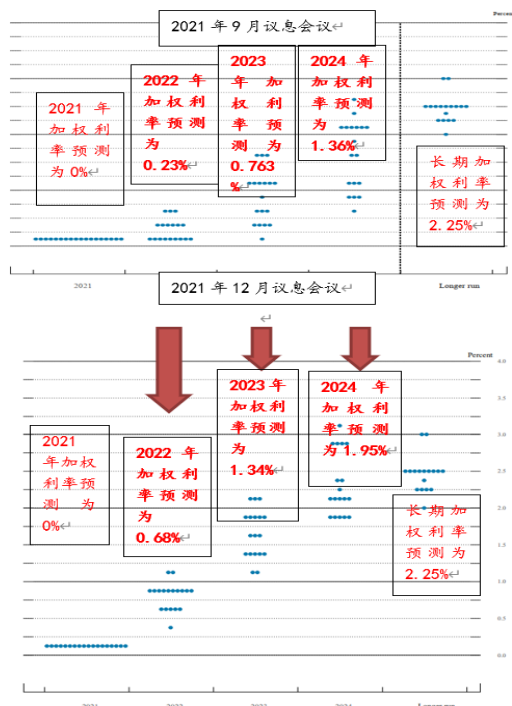 2021 年 9 月议息会议
Percent
2021 年
加权利
率预测
为 0%
2022 年
加权利
率预测
为
0.23%
2023
年 加
权 利
率 预
测 为
0.763
%
2024 年
加权利
率预测
为
1.36%
长期加
权利率
预测为
2.25%
2021
Longer run
2021 年 12 月议息会议
Percent
4.0
3.5
3.0
2.5
2.0
1.5
1.0
0.5
0.0
2021
年加权
利率预
测 为
0%
2022 年
加权利
率预测
为
0.68%
2023 年
加权利
率预测
为
1.34%
2024 年
加权利
率预测
为 1.95%
长期加
权利率
预测为
2.25%
2021
2022
2023
2024
Longer run